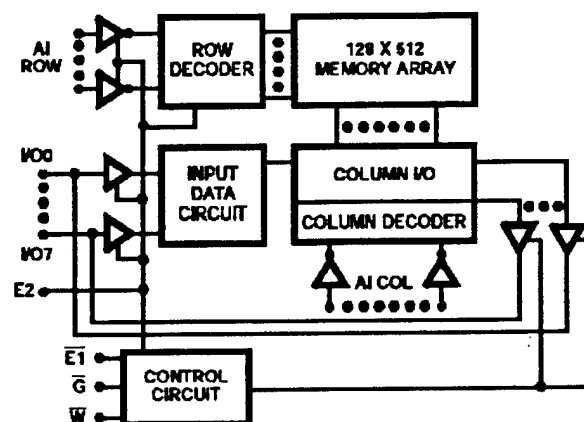 AI
ROW
ROW
DECODER
128 X 512
MEMORY ARRAY
I/O0
INPUT
DATA
CIRCUIT
COLUMN I/O
COLUMN DECODER
I/O7
AI COL
E2
E1
G
W
CONTROL
CIRCUIT